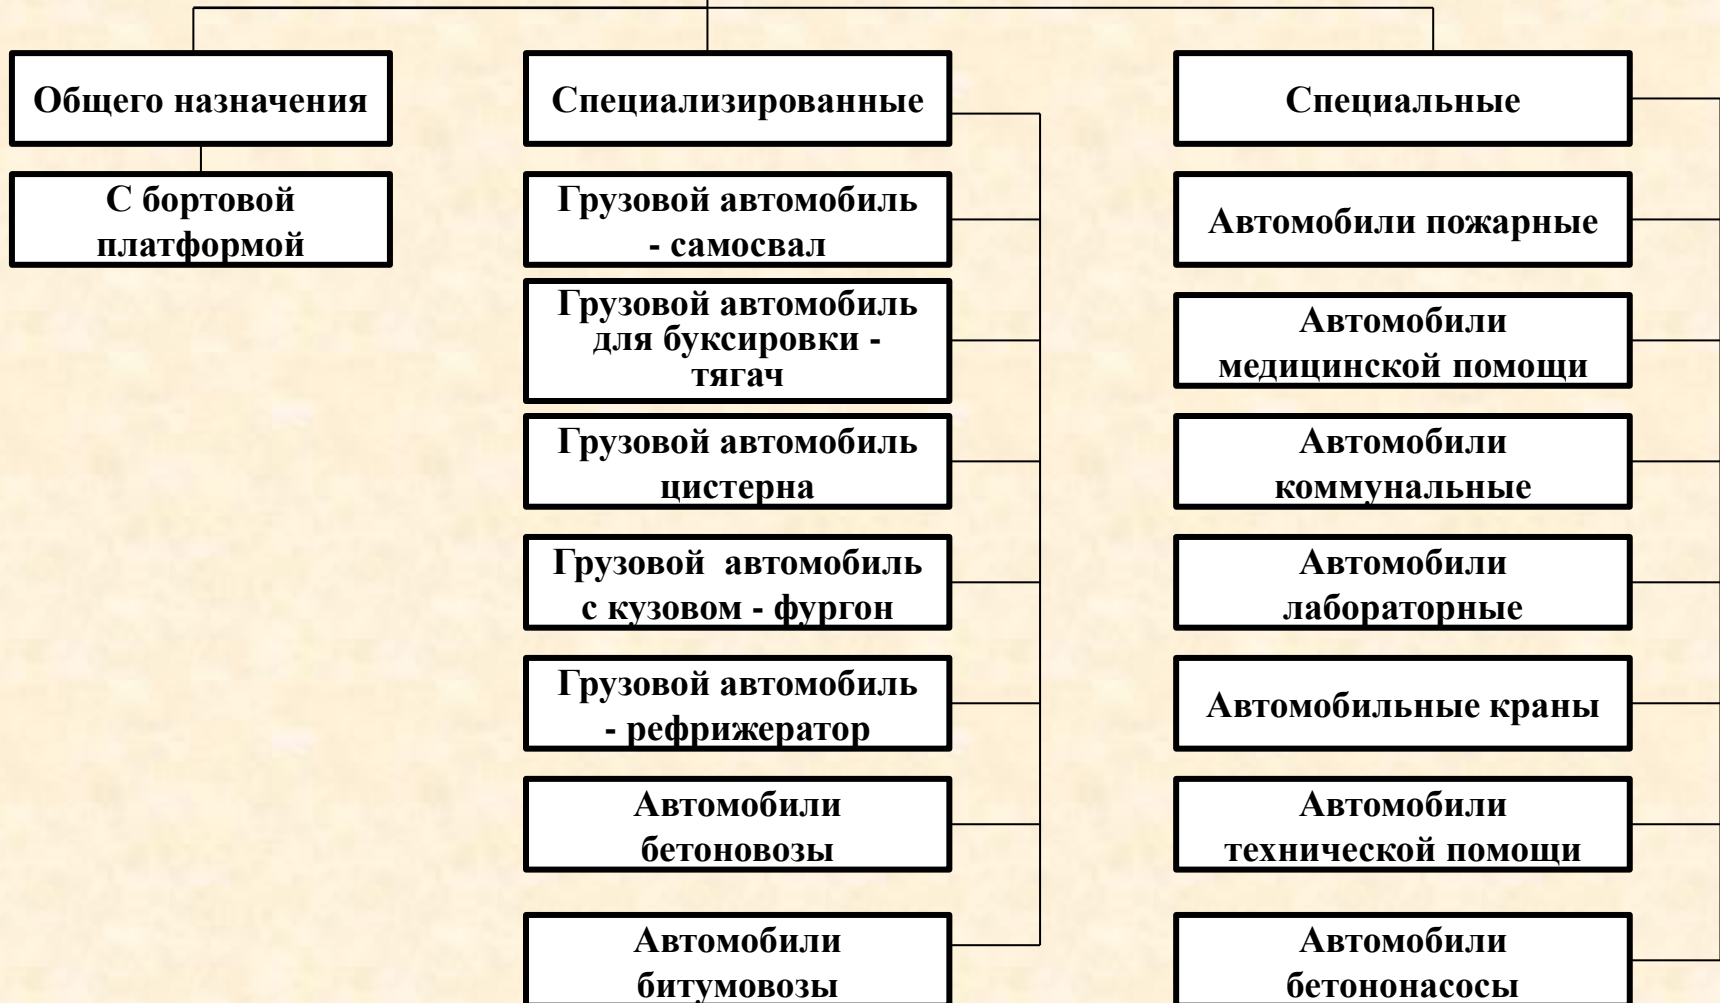 Общего назначения
С бортовой
платформой
Специализированные
Грузовой автомобиль
- самосвал
Грузовой автомобиль
для буксировки -
тягач
Грузовой автомобиль
цистерна
Грузовой  автомобиль
с кузовом - фургон
Грузовой автомобиль
- рефрижератор
Автомобили
бетоновозы
Автомобили
битумовозы
Специальные
Автомобили пожарные
Автомобили
медицинской помощи
Автомобили
коммунальные
Автомобили
лабораторные
Автомобильные краны
Автомобили
технической помощи
Автомобили
бетононасосы